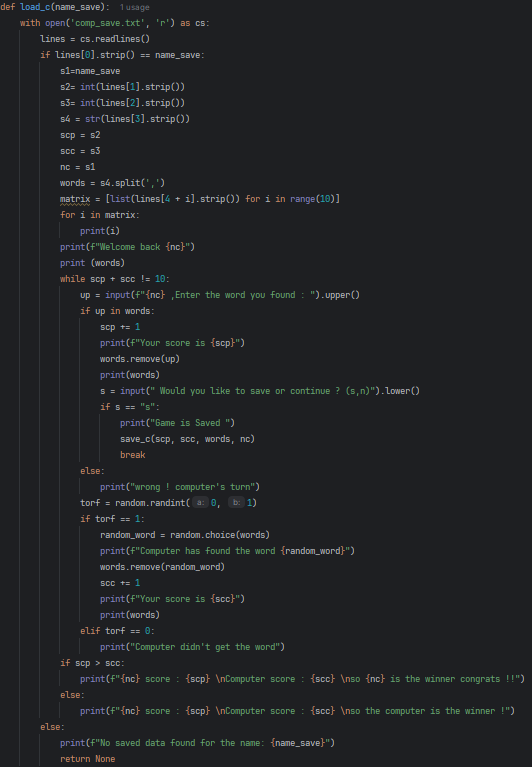 def load_c(name_save):  1 usage
    with open('comp_save.txt', 'r') as cs:
        lines = cs.readlines()
        if lines[0].strip() == name_save:
            s1=name_save
            s2= int(lines[1].strip())
            s3= int(lines[2].strip())
            s4 = str(lines[3].strip())
            scp = s2
            scc = s3
            nc = s1
            words = s4.split(',')
            matrix = [list(lines[4 + i].strip()) for i in range(10)]
            for i in matrix:
                print(i)
            print(f"Welcome back {nc}")
            print (words)
            while scp + scc != 10:
                up = input(f"{nc} ,Enter the word you found : ").upper()
                if up in words:
                    scp += 1
                    print(f"Your score is {scp}")
                    words.remove(up)
                    print(words)
                    s = input(" Would you like to save or continue ? (s,n)").lower()
                    if s == "s":
                        print("Game is Saved ")
                        save_c(scp, scc, words, nc)
                        break
                else:
                    print("wrong ! computer's turn")
                torf = random.randint( a: 0,  b: 1)
                if torf == 1:
                    random_word = random.choice(words)
                    print(f"Computer has found the word {random_word}")
                    words.remove(random_word)
                    scc += 1
                    print(f"Your score is {scc}")
                    print(words)
                elif torf == 0:
                    print("Computer didn't get the word")
            if scp > scc:
                print(f"{nc} score : {scp} \nComputer score : {scc} \nso {nc} is the winner congrats !!")
            else:
                print(f"{nc} score : {scp} \nComputer score : {scc} \nso the computer is the winner !")
        else:
            print(f"No saved data found for the name: {name_save}")
            return None